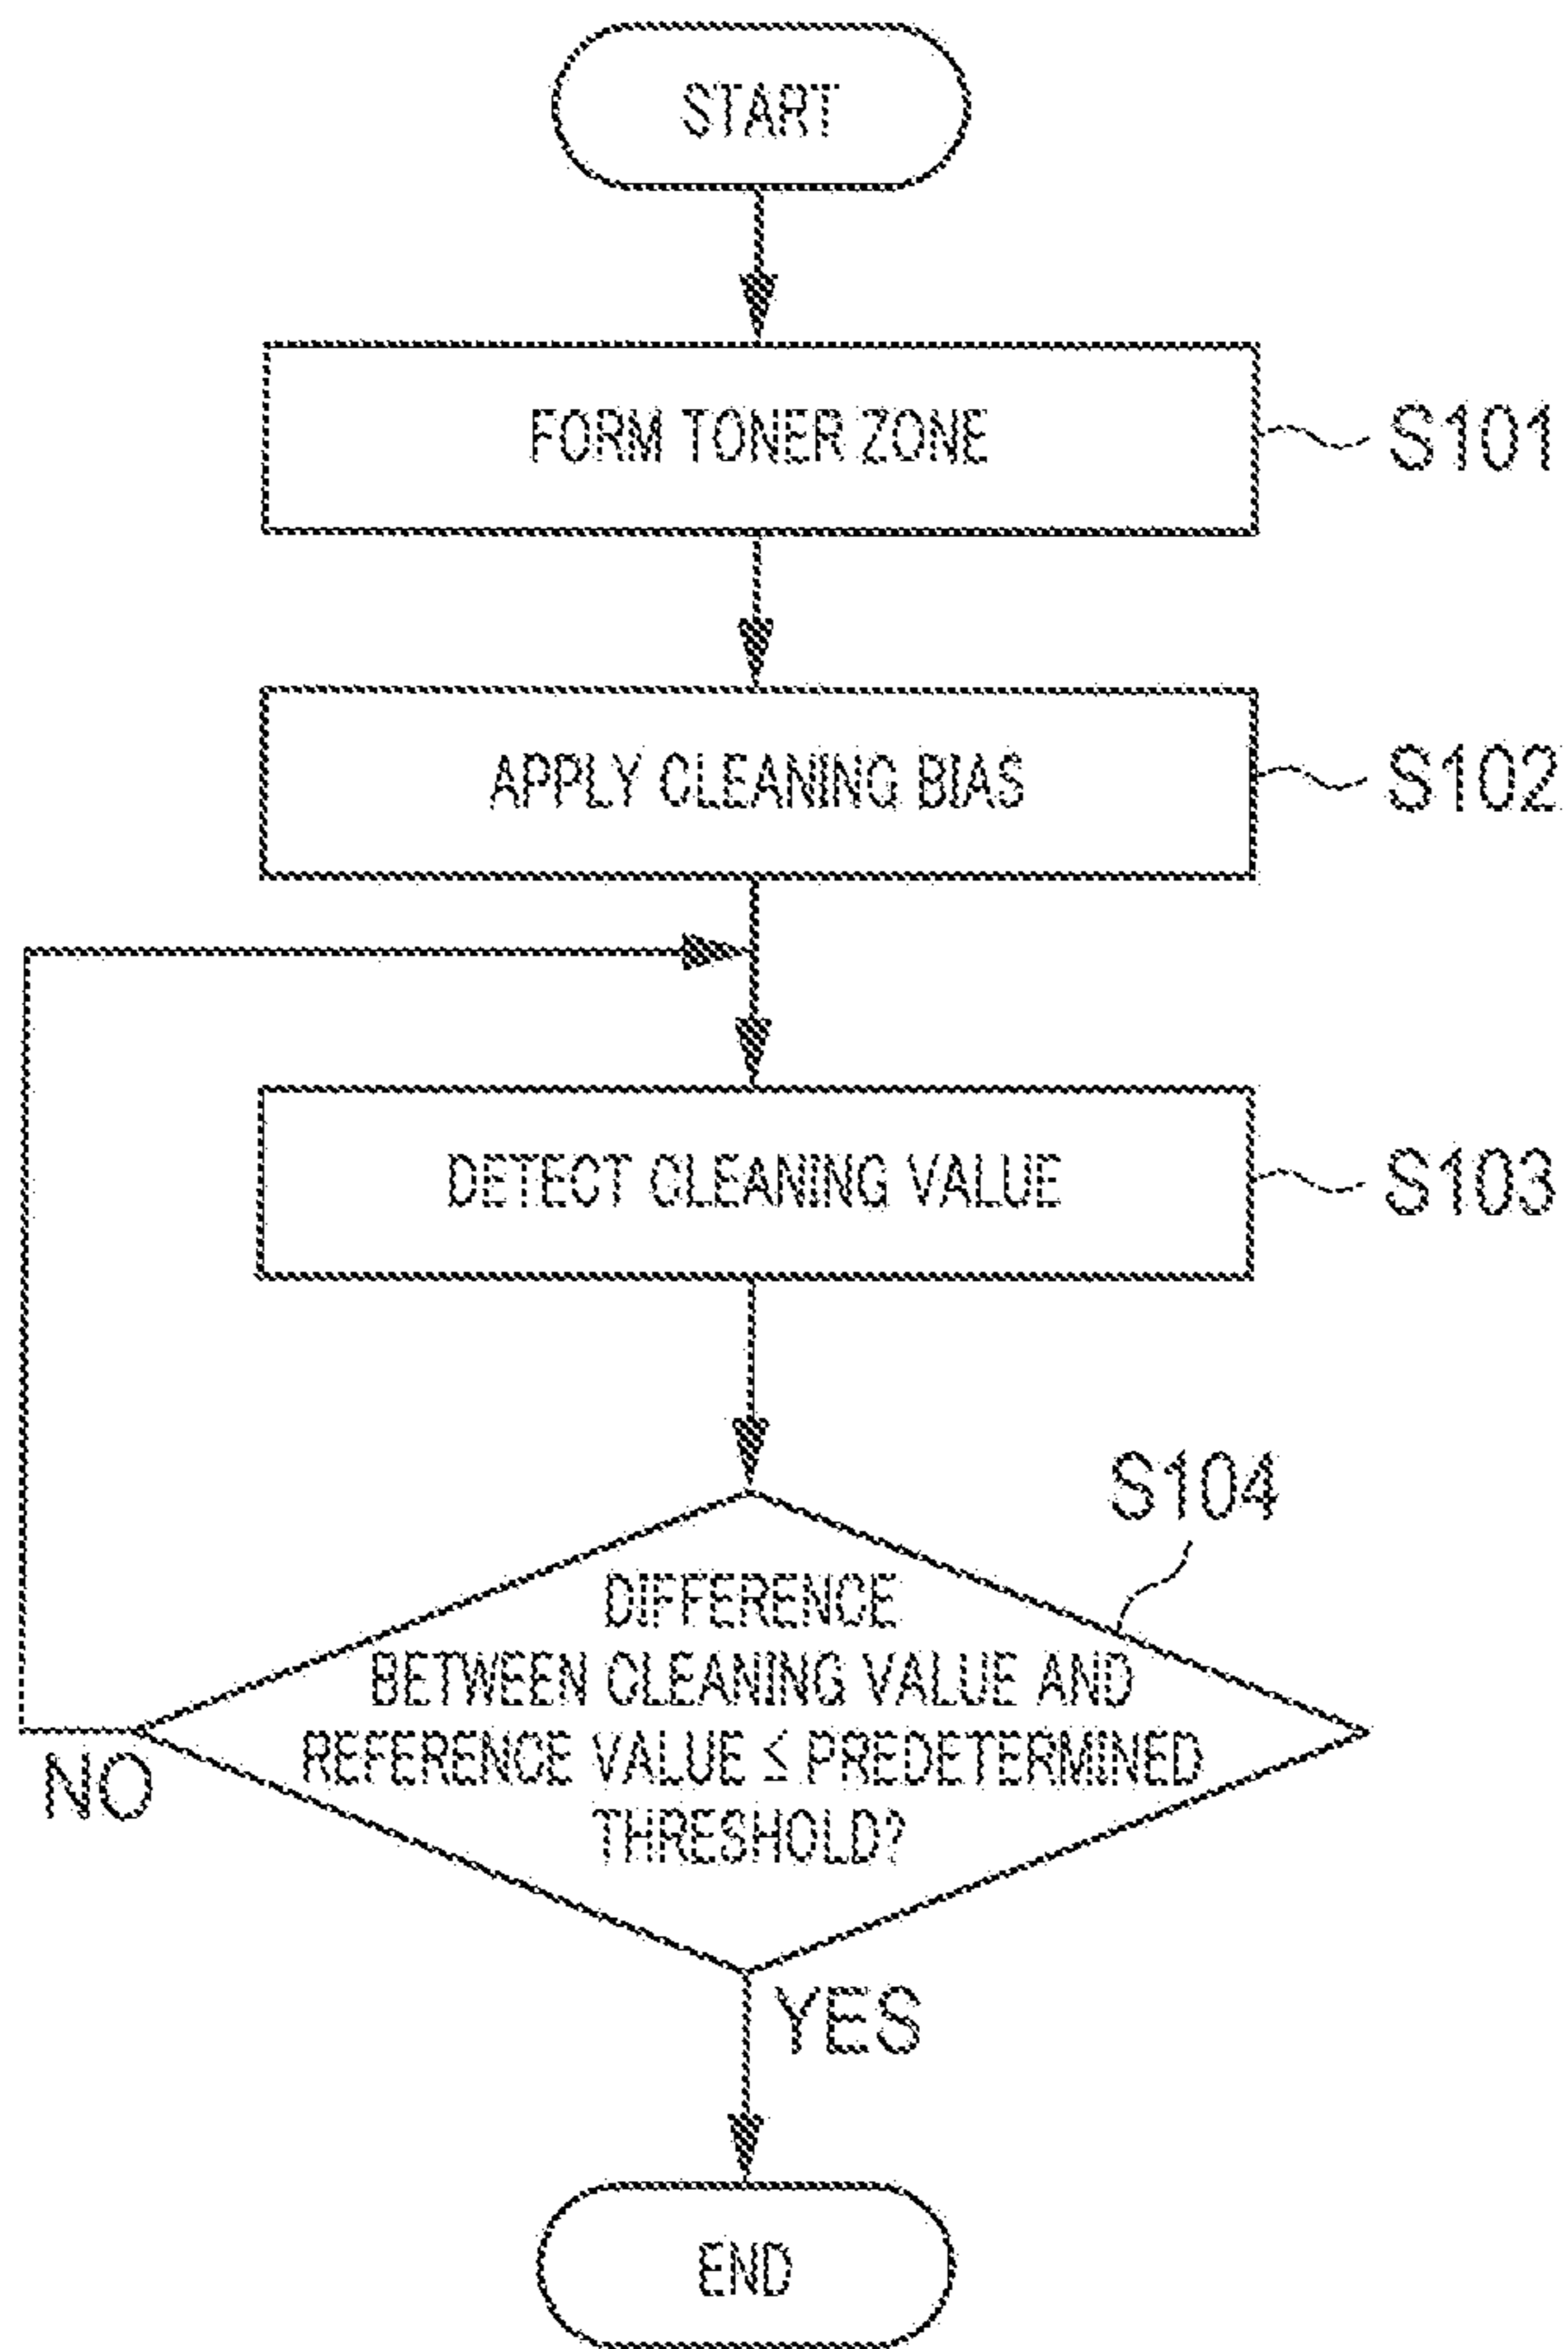 START
FORM TONER ZONE
S101
APPLY CLEANING BIAS
S102
DETECT CLEANING VALUE
S103
S104
DIFFERENCE
BETWEEN CLEANING VALUE AND
REFERENCE VALUE ≤ PREDETERMINED
THRESHOLD?
NO
YES
END